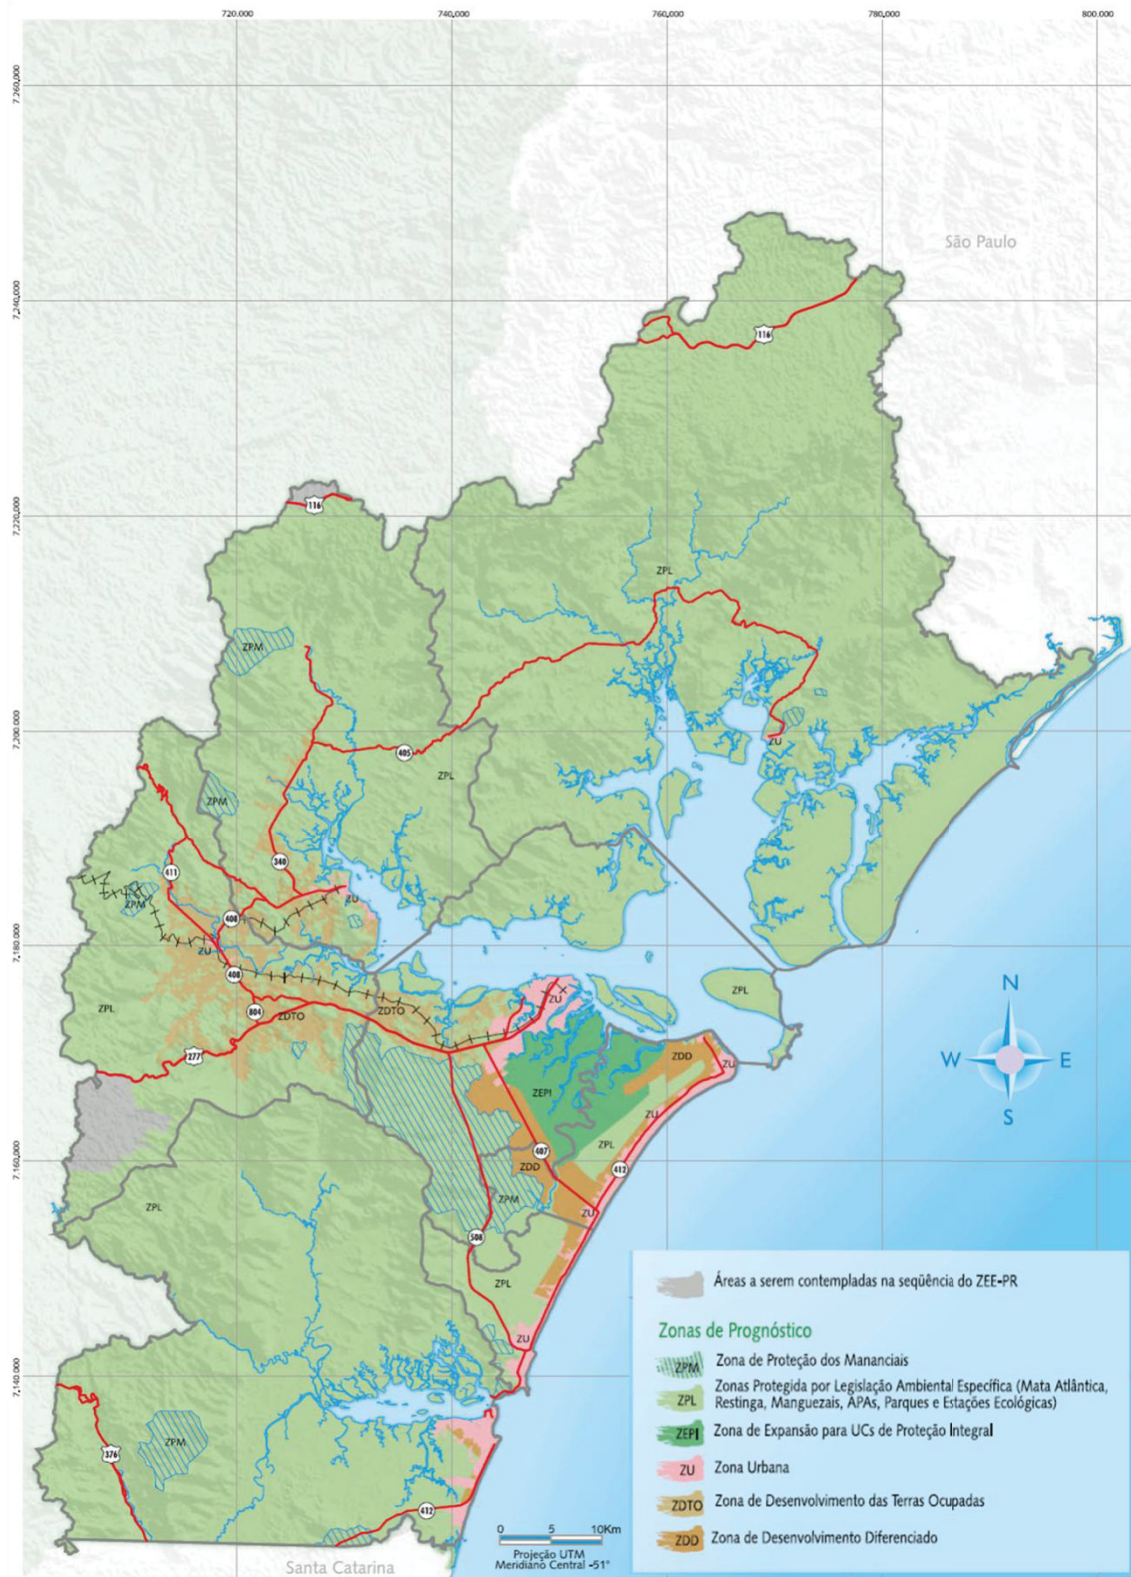 720.000 740.000 760.000 780.000 800.000
7.260.000
São Paulo
7.240.000
116
116
7.220.000
ZPL
ZPM
7.200.000
ZU
405
ZPL
ZPM
340
411
ZPM
ZU
408
7.180.000
ZU
408
ZPL
ZU
ZPL
804
ZDTO
ZDTO
277
ZDD
ZU
ZEPI
ZU
ZPL
407
412
7.160.000
ZDD
ZPM
ZPL
ZU
508
ZPL
ZU
7.140.000
ZPM
376
412
Santa Catarina
0 5 10Km
Projeção UTM
Meridiano Central -51°
N
W E
S
Áreas a serem contempladas na seqüência do ZEE-PR
Zonas de Prognóstico
ZPM Zona de Proteção dos Mananciais
ZPL Zonas Protegida por Legislação Ambiental Específica (Mata Atlântica,
Restinga, Manguezais, APAs, Parques e Estações Ecológicas)
ZEPI Zona de Expansão para UCs de Proteção Integral
ZU Zona Urbana
ZDTO Zona de Desenvolvimento das Terras Ocupadas
ZDD Zona de Desenvolvimento Diferenciado